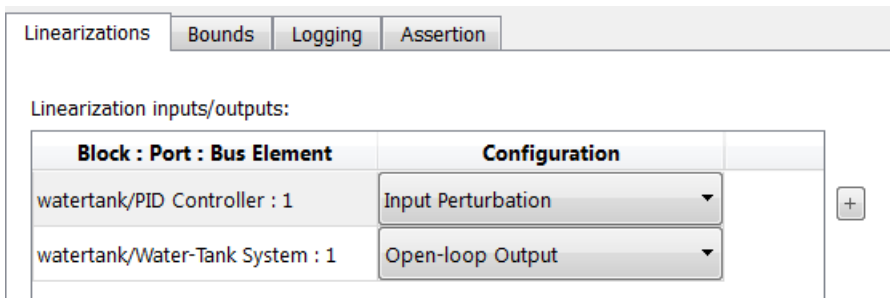 Linearizations Bounds Logging Assertion
Linearization inputs/outputs:
Block : Port : Bus Element Configuration
watertank/PID Controller : 1 Input Perturbation +
watertank/Water-Tank System : 1 Open-loop Output